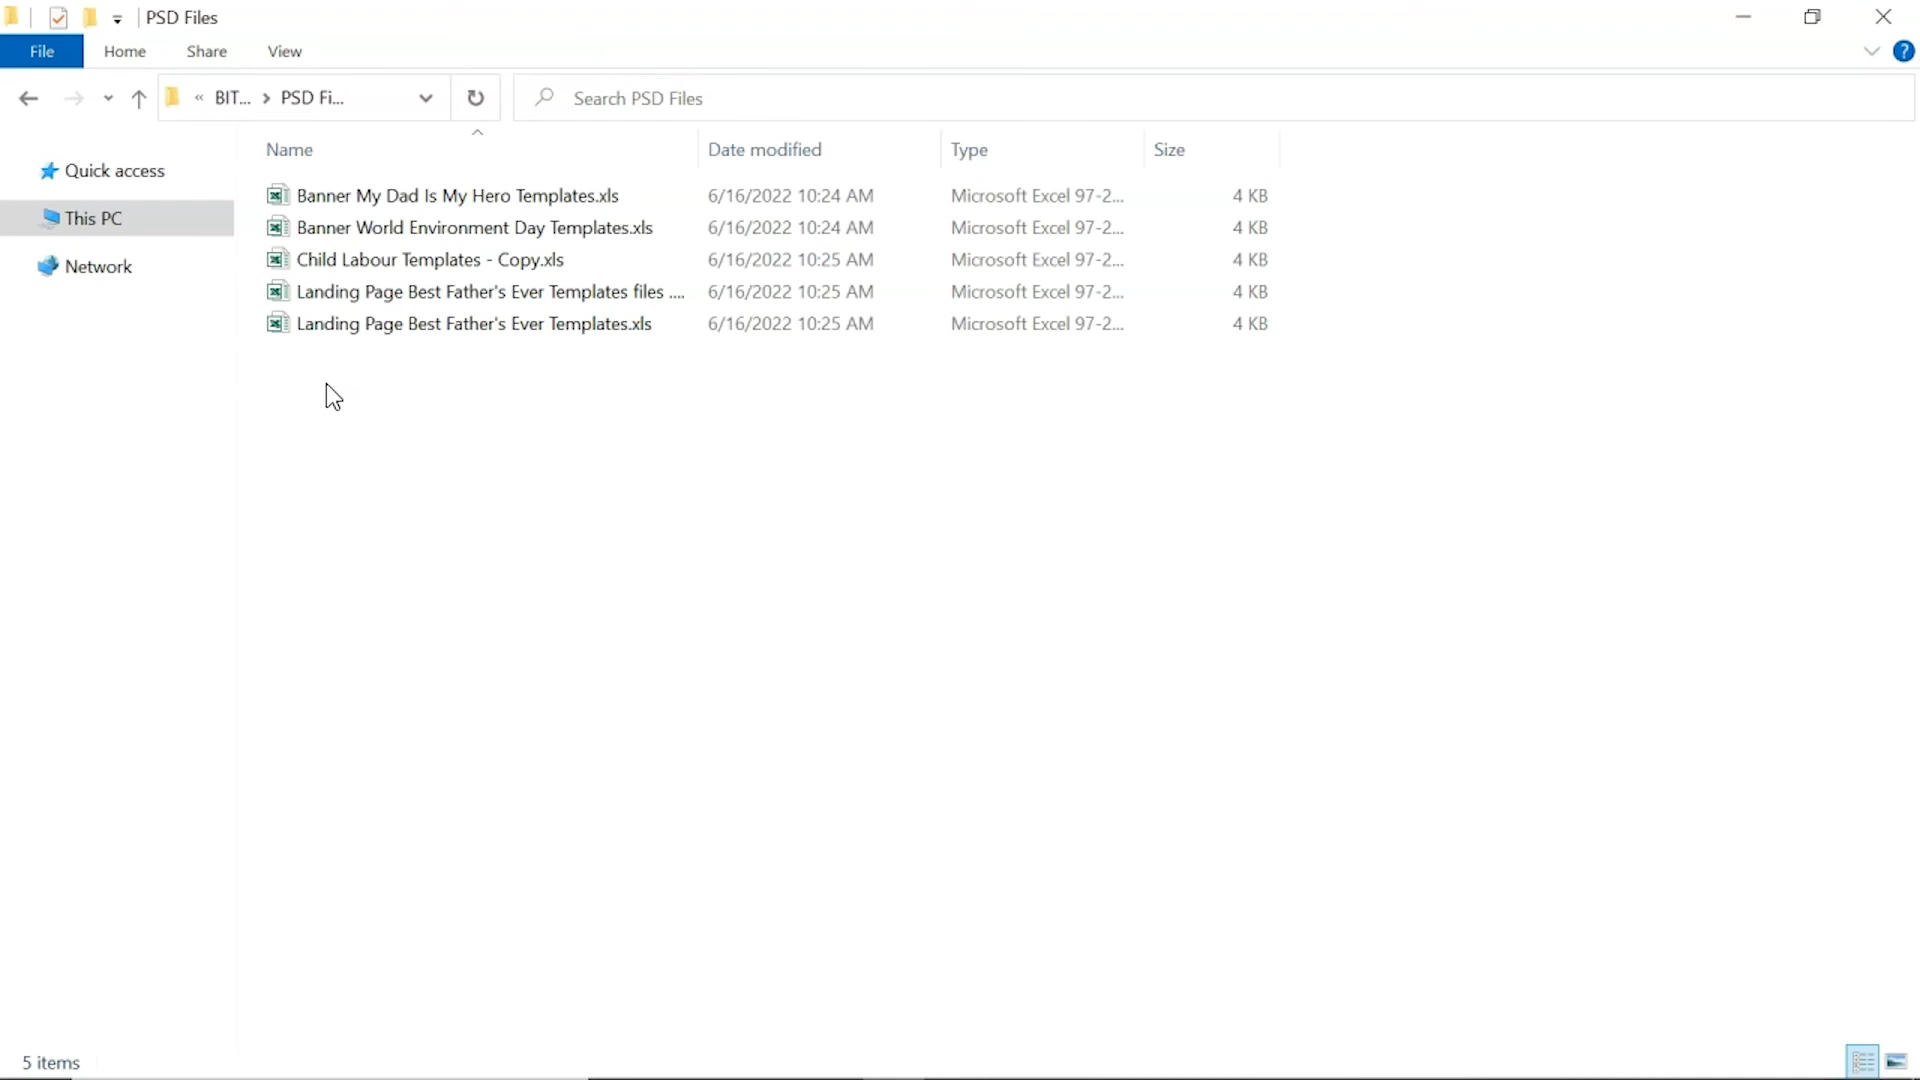 PSD Files
File Home Share View
« BIT... > PSD Fi... Search PSD Files
Name Date modified Type Size
Quick access
This PC
Network
Banner My Dad Is My Hero Templates.xls 6/16/2022 10:24 AM Microsoft Excel 97-2... 4 KB
Banner World Environment Day Templates.xls 6/16/2022 10:24 AM Microsoft Excel 97-2... 4 KB
Child Labour Templates - Copy.xls 6/16/2022 10:25 AM Microsoft Excel 97-2... 4 KB
Landing Page Best Father's Ever Templates files .... 6/16/2022 10:25 AM Microsoft Excel 97-2... 4 KB
Landing Page Best Father's Ever Templates.xls 6/16/2022 10:25 AM Microsoft Excel 97-2... 4 KB
5 items